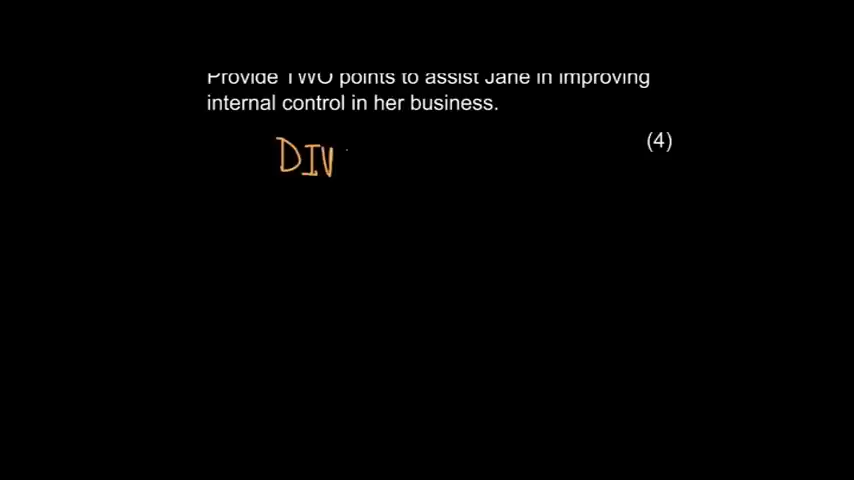 Provide TWO points to assist Jane in improving
internal control in her business.
(4)
DIV